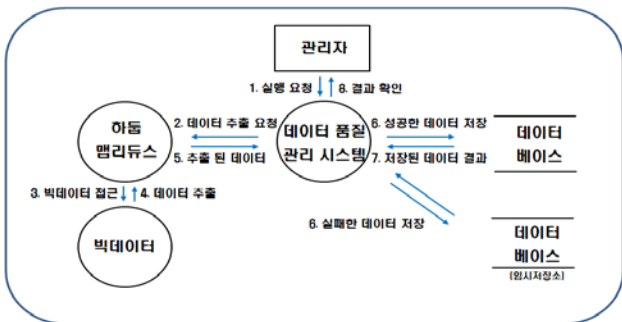 관리자
1. 실행 요청
8. 결과 확인
하둡
맵리듀스
2. 데이터 추출 요청
5. 추출 된 데이터
데이터 품질
관리 시스템
6. 성공한 데이터 저장
7. 저장된 데이터 결과
데이터
베이스
3. 빅데이터 접근
4. 데이터 추출
6. 실패한 데이터 저장
빅데이터
데이터
베이스
(임시저장소)